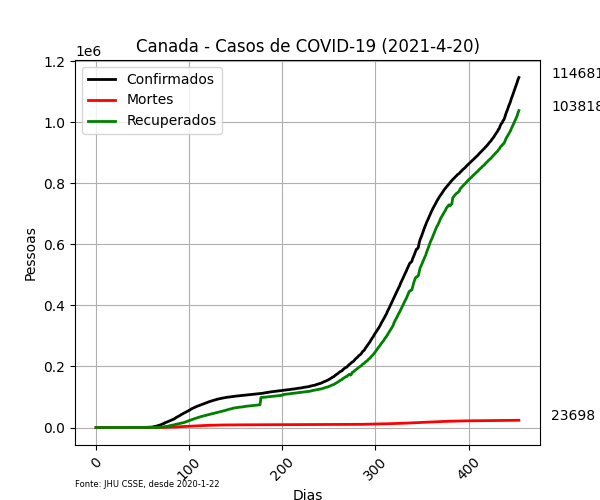 Canada - Casos de COVID-19 (2021-4-20)
1e6
1.2
1.0
0.8
0.6
0.4
0.2
0.0
Pessoas
Confirmados
Mortes
Recuperados
114681
103818
23698
0
100
200
300
400
Dias
Fonte: JHU CSSE, desde 2020-1-22